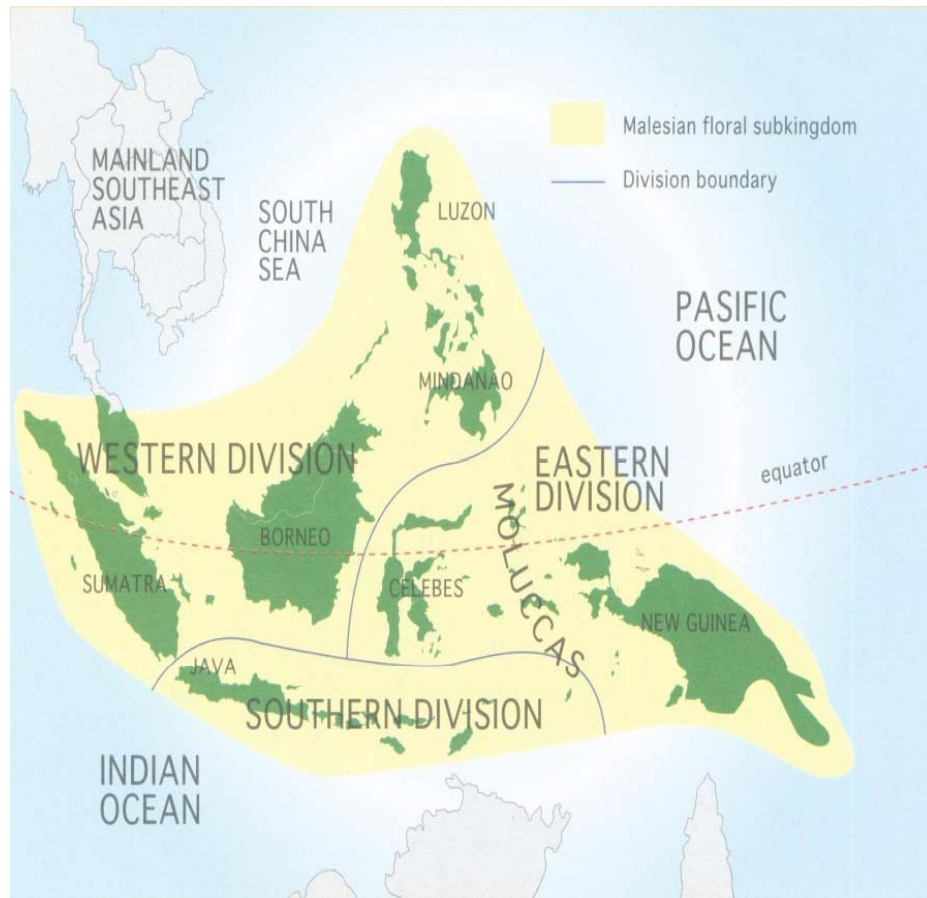 Malesian floral subkingdom
Division boundary
MAINLAND
SOUTHEAST
ASIA
SOUTH
CHINA
SEA
LUZON
PASIFIC
OCEAN
MINDANAO
WESTERN DIVISION
EASTERN
DIVISION
equator
MOLUCCAS
BORNEO
SUMATRA
CELEBES
NEW GUINEA
JAVA
SOUTHERN DIVISION
INDIAN
OCEAN